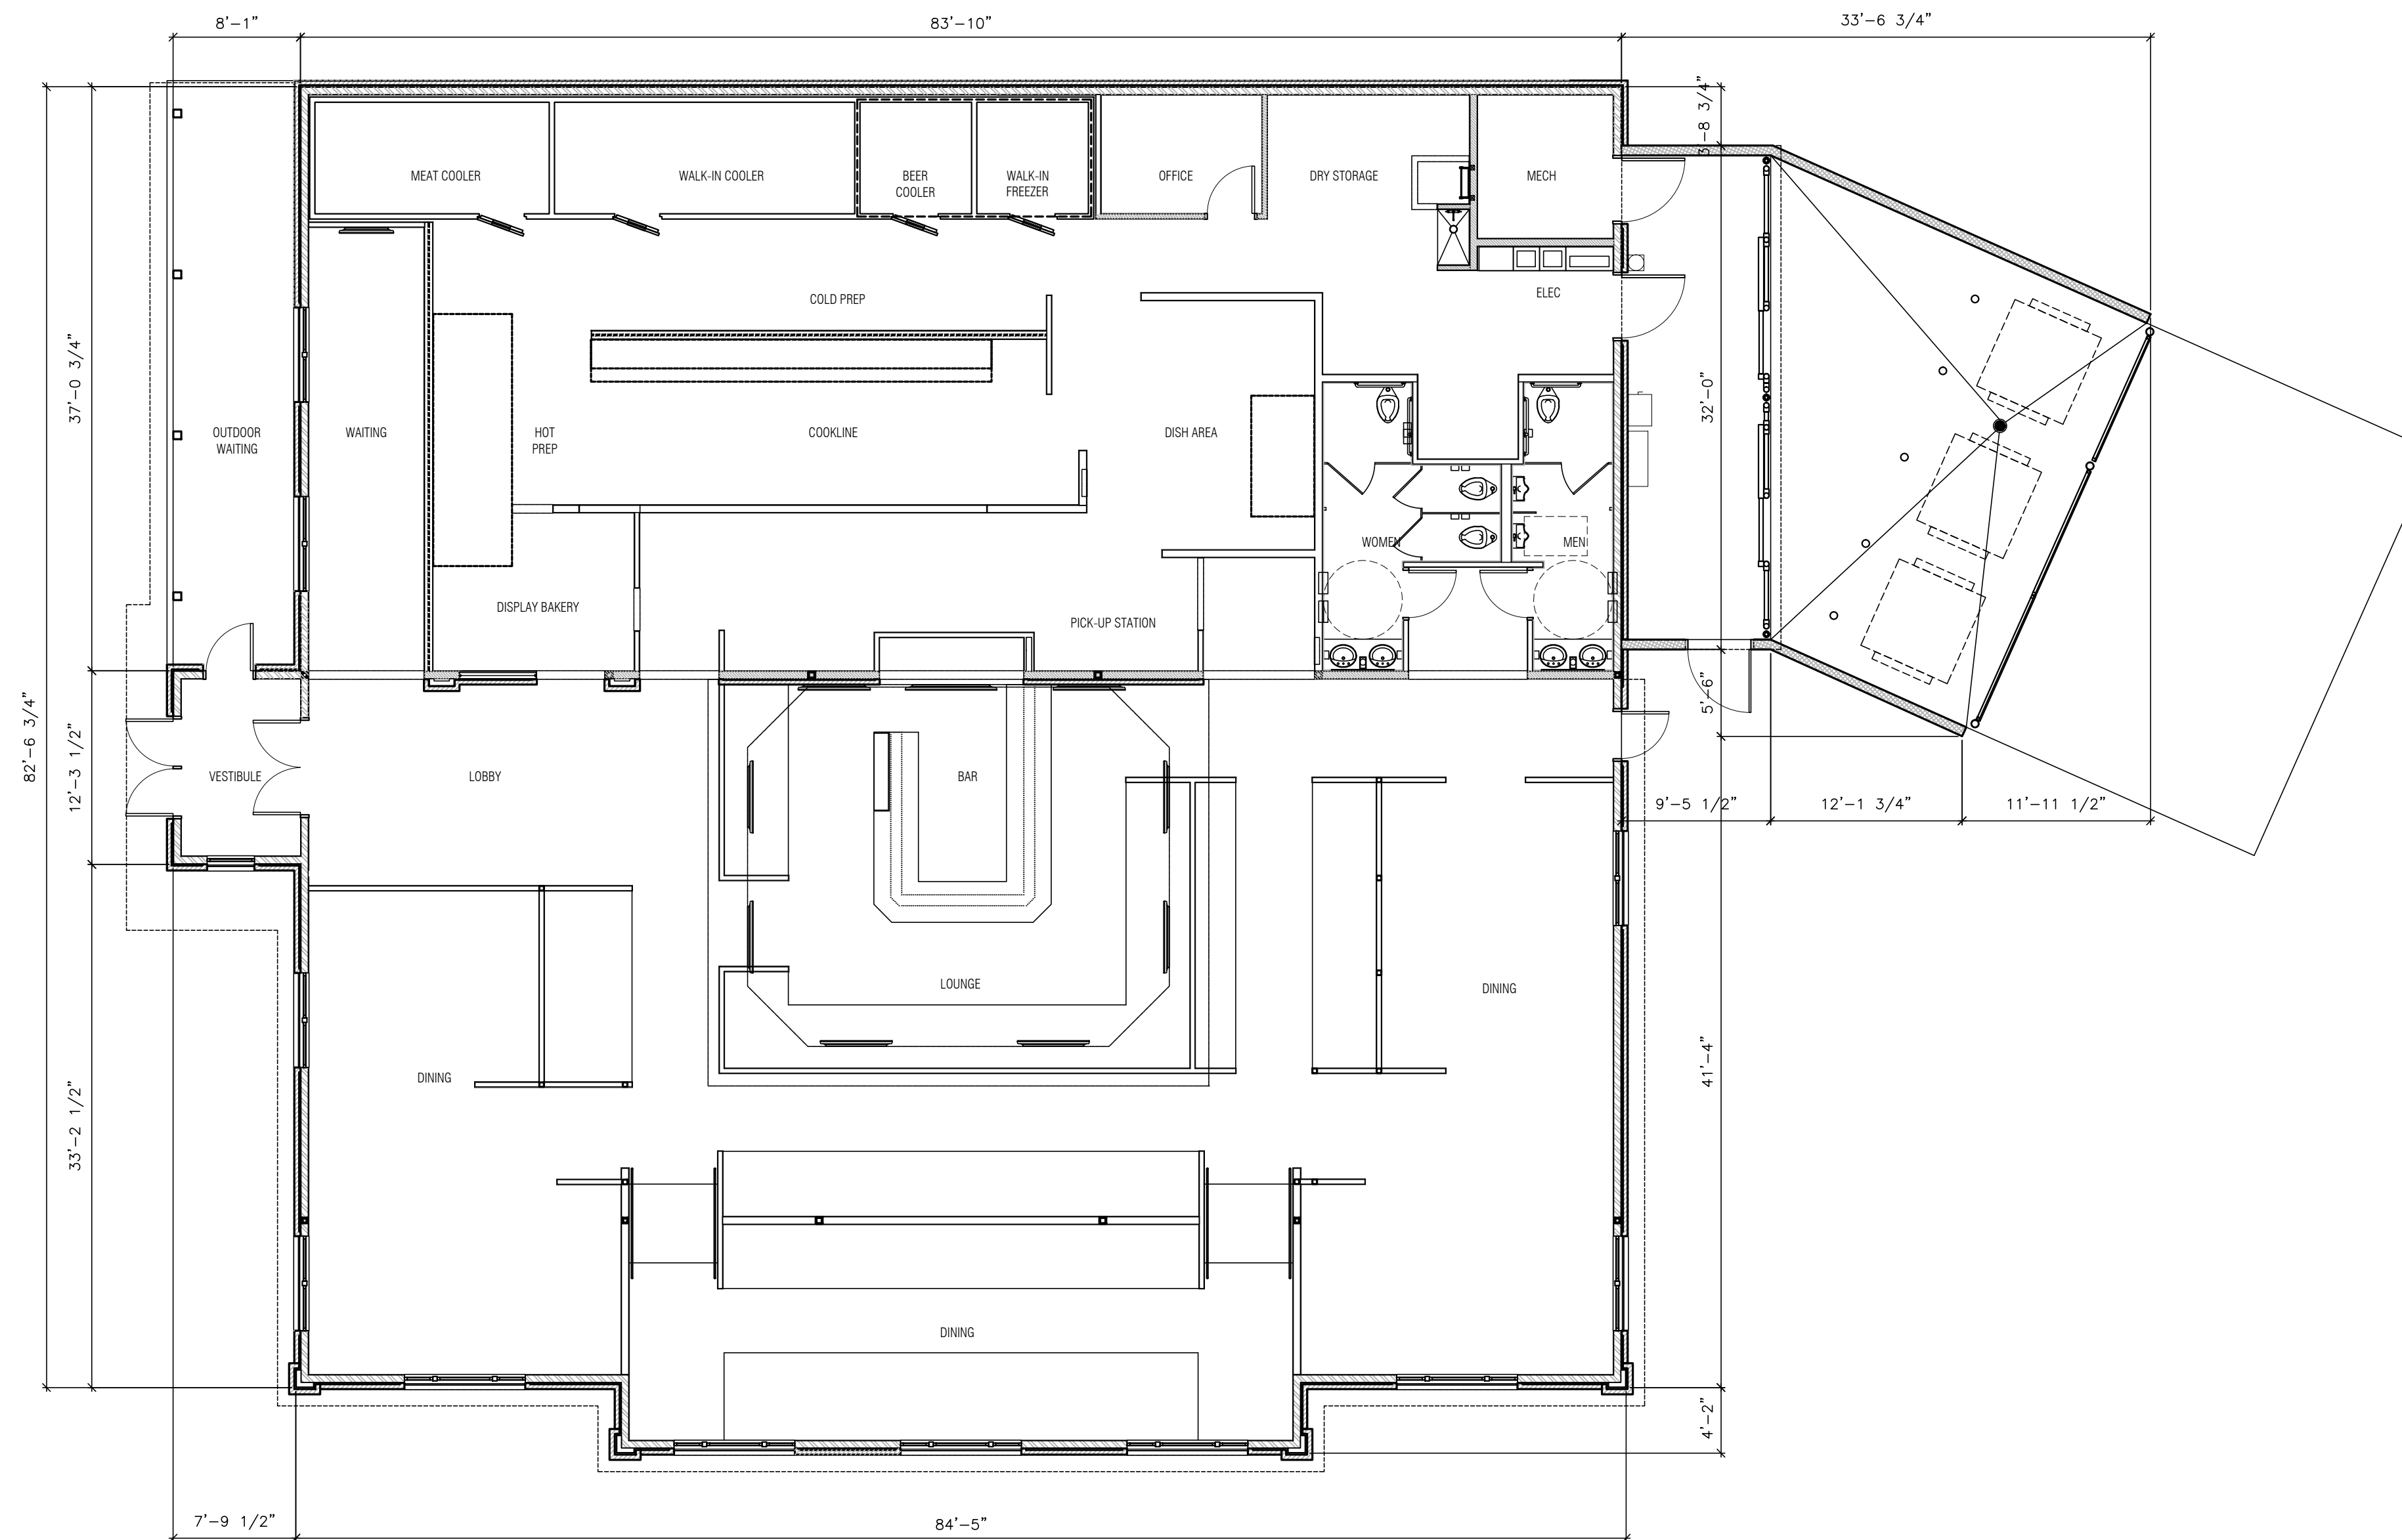 8'-1"
83'-10"
33'-6 3/4"
3'-8 3/4"
MEAT COOLER
WALK-IN COOLER
BEER
COOLER
WALK-IN
FREEZER
OFFICE
DRY STORAGE
MECH
ELEC
COLD PREP
37'-0 3/4"
OUTDOOR
WAITING
WAITING
HOT
PREP
COOKLINE
DISH AREA
32'-0"
WOMEN
MEN
DISPLAY BAKERY
PICK-UP STATION
5'-6"
82'-6 3/4"
12'-3 1/2"
VESTIBULE
LOBBY
BAR
9'-5 1/2"
12'-1 3/4"
11'-11 1/2"
LOUNGE
DINING
DINING
41'-4"
33'-2 1/2"
DINING
4'-2"
7'-9 1/2"
84'-5"